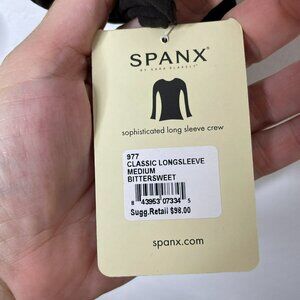 SPANX®
BY SARA BLAKELY
sophisticated long sleeve crew
977
CLASSIC LONGSLEEVE
MEDIUM
BITTERSWEET
8 43953 07334 5
Sugg.Retail $98.00
spanx.com